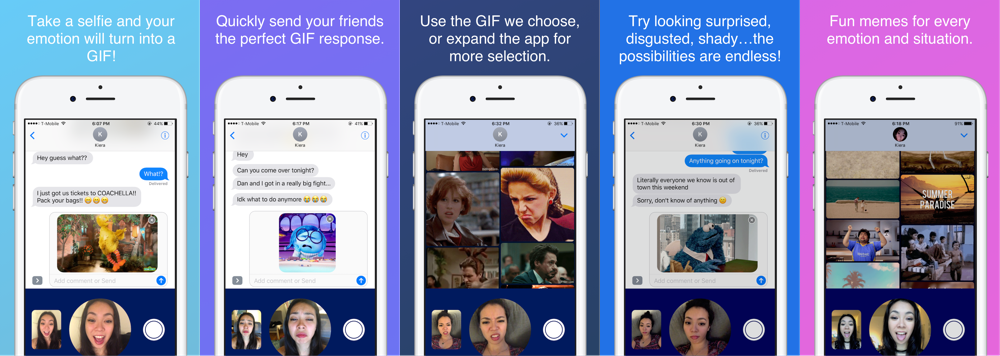 Take a selfie and your
emotion will turn into a
GIF!
T-Mobile
6:07 PM
44%
K
Kiara
Hey guess what??
What!?
Delivered
I just got us tickets to COACHELLA!!
Pack your bags!! 😄😄😄
Add comment or Send
Quickly send your friends
the perfect GIF response.
T-Mobile
6:17 PM
41%
K
Kiara
Hey
Can you come over tonight?
Dan and I got in a really big fight...
Idk what to do anymore 😭😭😭
Add comment or Send
Use the GIF we choose,
or expand the app for
more selection.
T-Mobile
6:32 PM
38%
K
Kiara
Try looking surprised,
disgusted, shady…the
possibilities are endless!
T-Mobile
6:30 PM
38%
K
Kiara
Anything going on tonight?
Delivered
Literally everyone we know is out of
town this weekend
Sorry, don't know of anything 😕
Add comment or Send
Fun memes for every
emotion and situation.
T-Mobile
6:18 PM
41%
Kiara
SUMMER
PARADISE